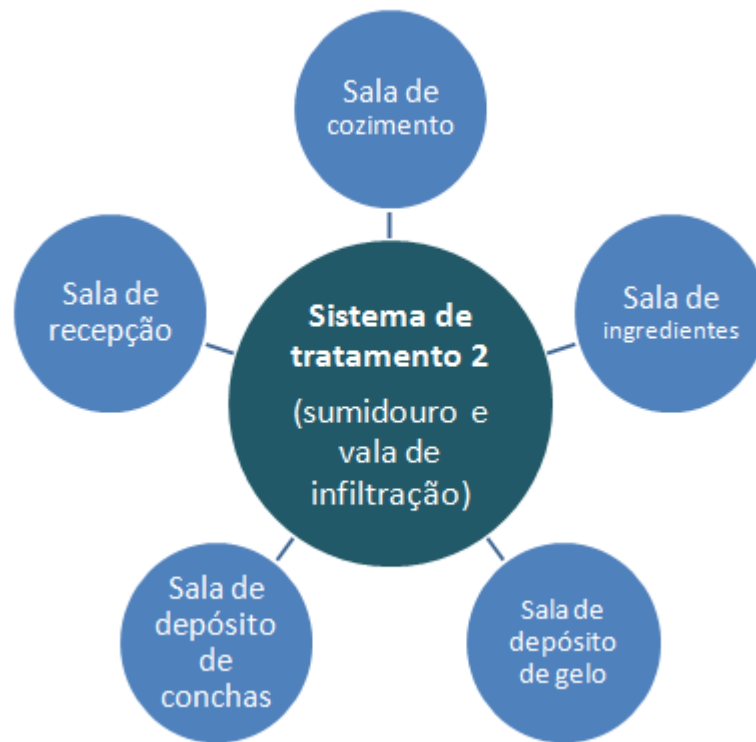 Sala de
cozimento
Sala de
recepção
Sistema de
tratamento 2
(sumidouro e
vala de
infiltração)
Sala de
ingredientes
Sala de
depósito
de
conchas
Sala de
depósito
de gelo